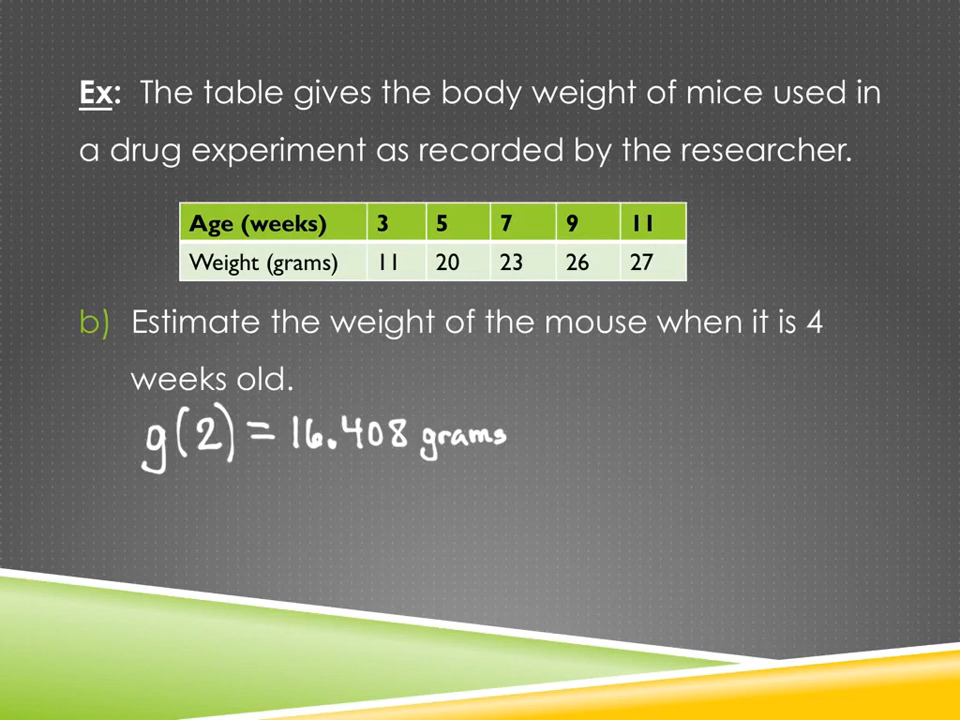 Ex: The table gives the body weight of mice used in
a drug experiment as recorded by the researcher.
Age (weeks) 3 5 7 9 11
Weight (grams) 11 20 23 26 27
b) Estimate the weight of the mouse when it is 4
weeks old.
g(2) = 16.408 grams